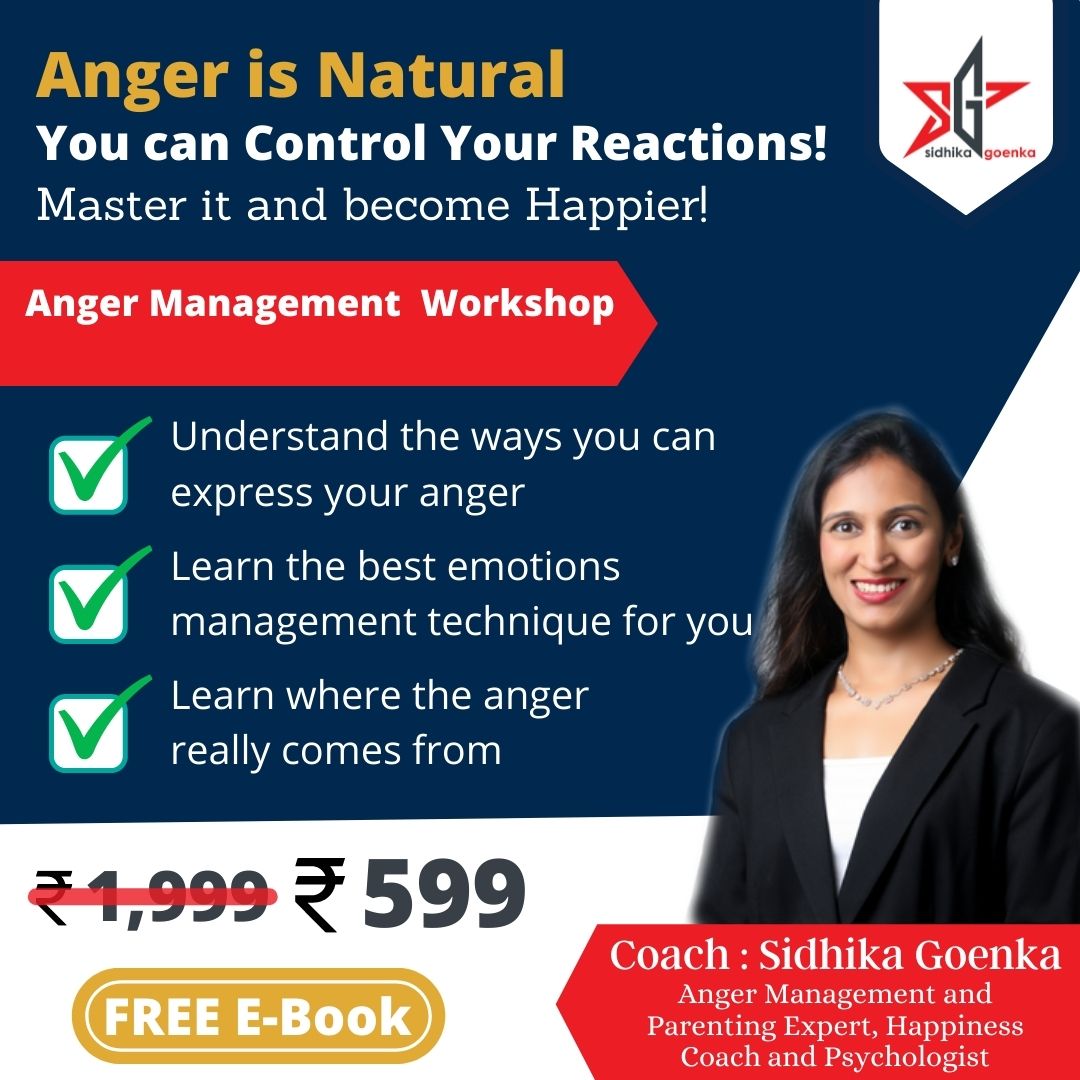 Anger is Natural
You can Control Your Reactions!
Master it and become Happier!
sidhika goenka
Anger Management Workshop
Understand the ways you can
express your anger
Learn the best emotions
management technique for you
Learn where the anger
really comes from
₹ 1,999 ₹ 599
FREE E-Book
Coach : Sidhika Goenka
Anger Management and
Parenting Expert, Happiness
Coach and Psychologist